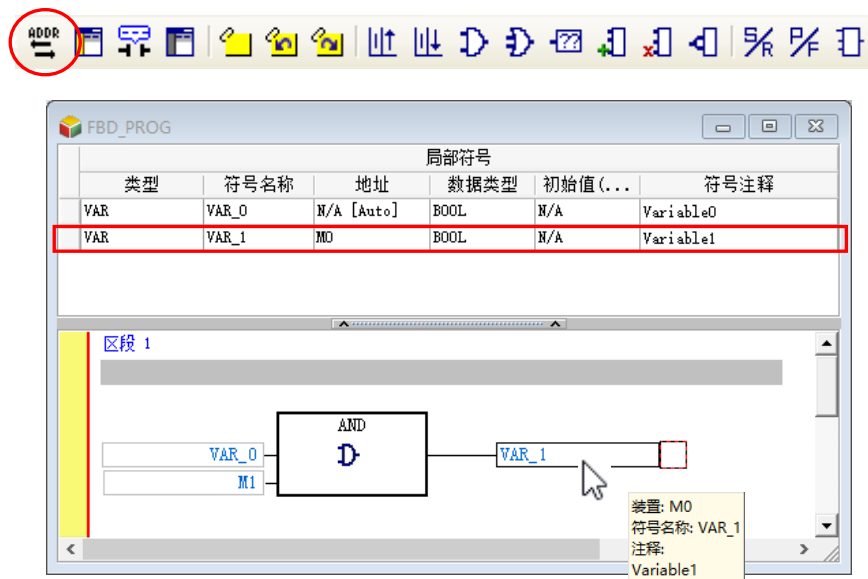 ADDR
??
S/R P/F
FBD_PROG
局部符号
类型 符号名称 地址 数据类型 初始值(... 符号注释
VAR VAR_0 N/A [Auto] BOOL N/A Variable0
VAR VAR_1 M0 BOOL N/A Variable1
区段 1
AND
VAR_0
VAR_1
M1
装置: M0
符号名称: VAR_1
注释:
Variable1